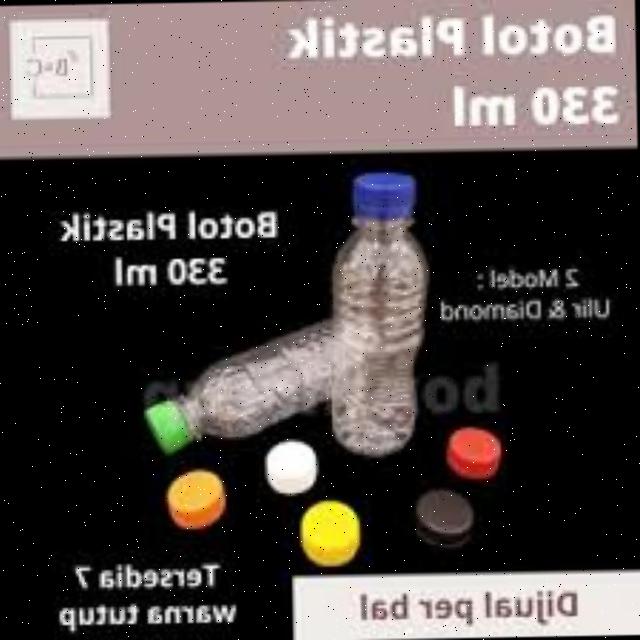 Botol Plastik
330 ml
Botol Plastik
330 ml
2 Model :
Ulir & Diamond
Tersedia 7
warna tutup
Dijual per bal